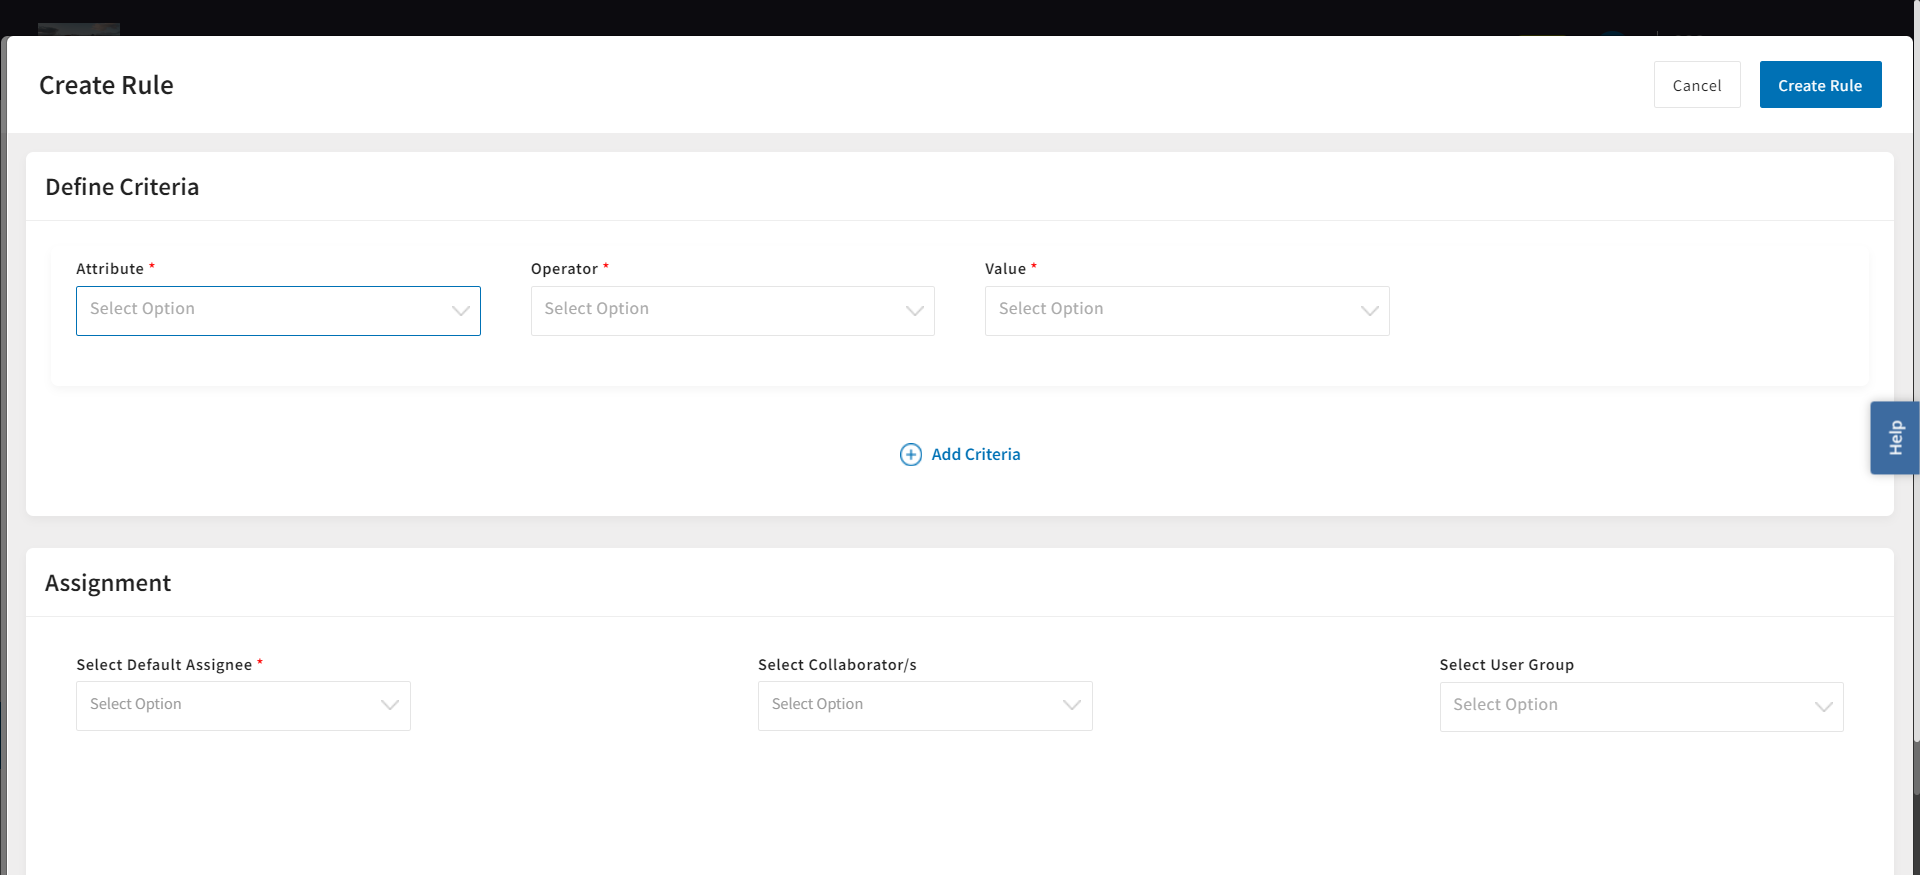 Create Rule
Cancel
Create Rule
Define Criteria
Attribute *
Operator *
Value *
Select Option
Select Option
Select Option
Add Criteria
Help
Assignment
Select Default Assignee *
Select Collaborator/s
Select User Group
Select Option
Select Option
Select Option